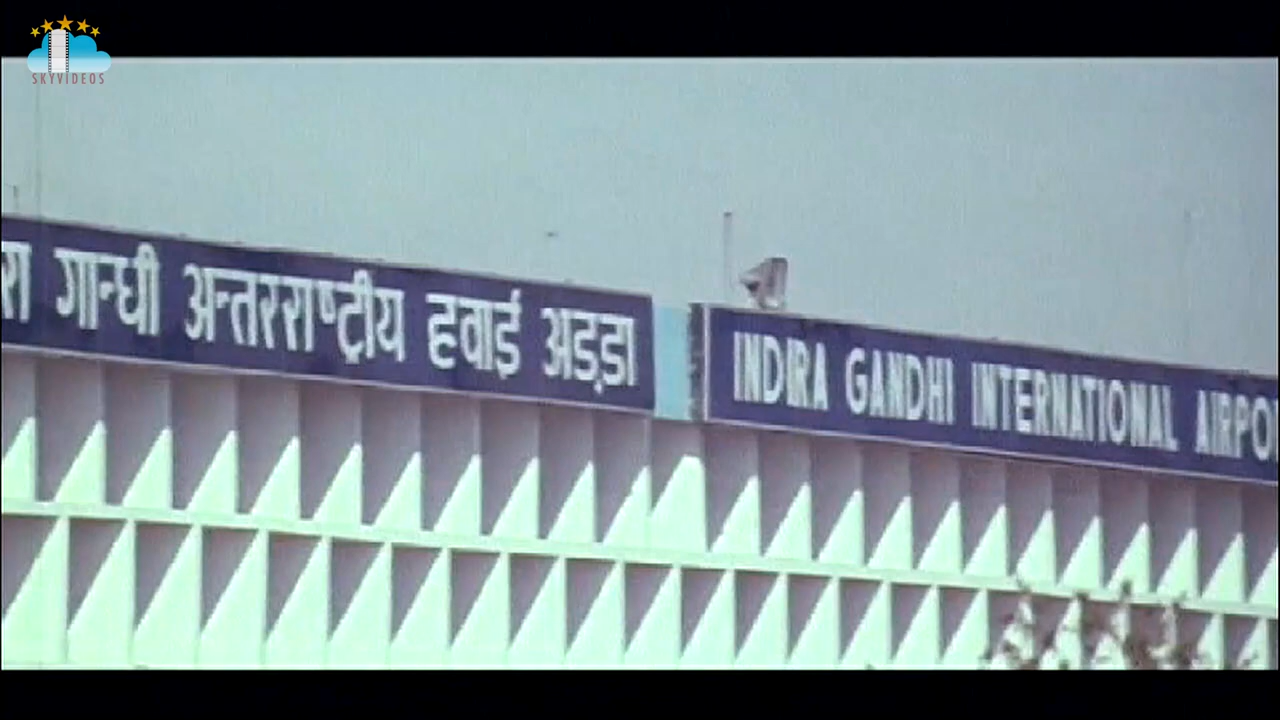 SKYVIDEOS
रा गान्धी अन्तरराष्ट्रीय हवाई अड्डा
INDIRA GANDHI INTERNATIONAL AIRPO